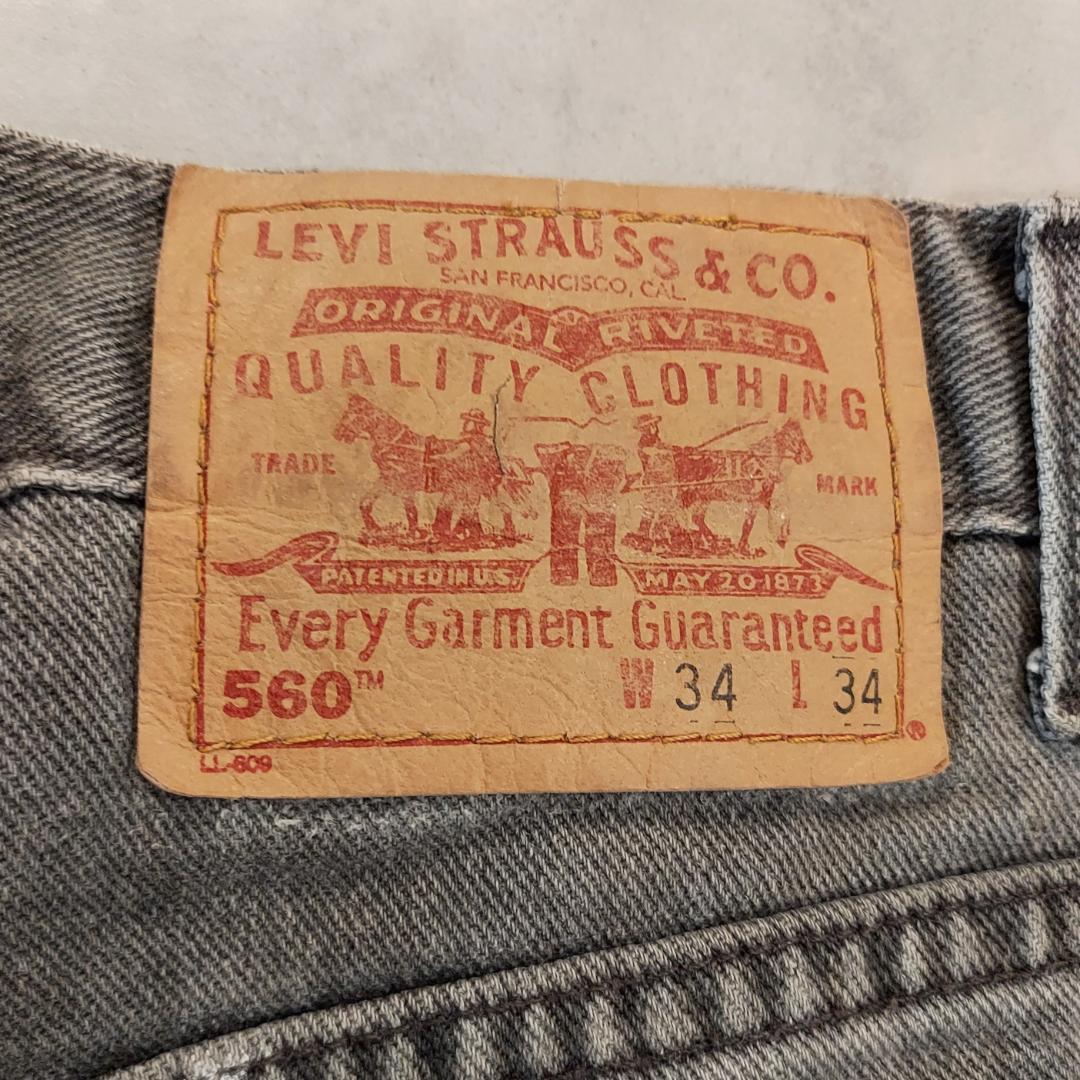 LEVI STRAUSS & CO.
SAN FRANCISCO, CAL.
ORIGINAL RIVETED
QUALITY CLOTHING
TRADE MARK
PATENTED IN U.S. MAY 20 1873
Every Garment Guaranteed
560™ W 34 L 34
®
LL-609